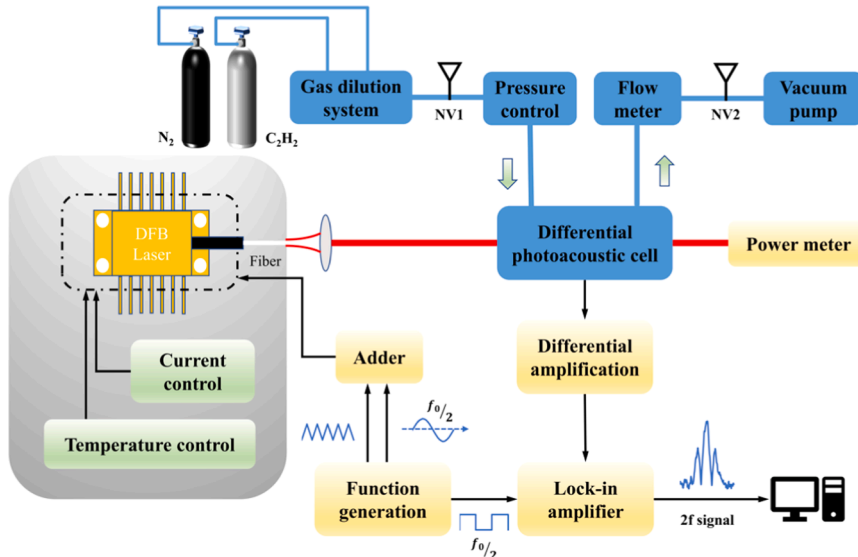 N₂
C₂H₂
Gas dilution
system
NV1
Pressure
control
Flow
meter
NV2
Vacuum
pump
DFB
Laser
Fiber
Differential
photoacoustic cell
Power meter
Current
control
Temperature control
Adder
Differential
amplification
f₀/2
Function
generation
f₀/2
Lock-in
amplifier
2f signal